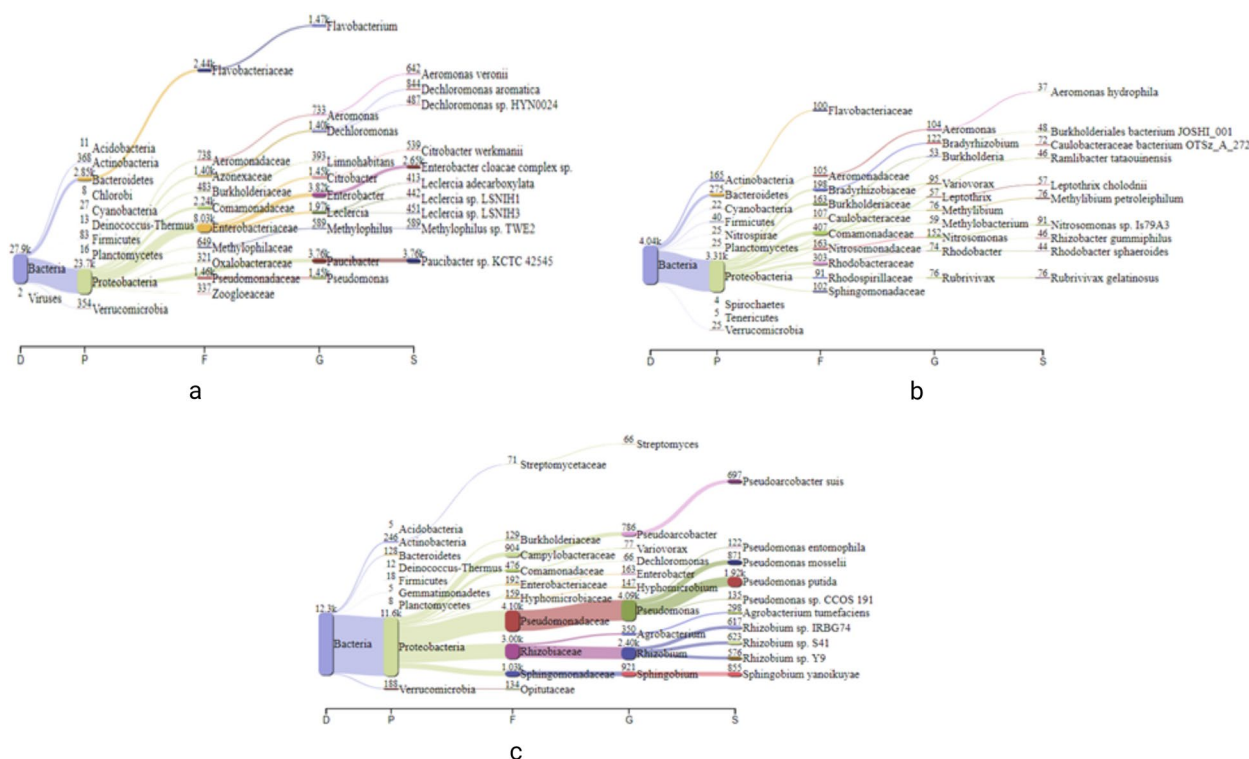 1.47k Flavobacterium
2.44k Flavobacteriaceae
642 Aeromonas veronii
844 Dechloromonas aromatica
487 Dechloromonas sp. HYN0024
733 Aeromonas
1.40k Dechloromonas
11 Acidobacteria
368 Actinobacteria
2.85k Bacteroidetes
8 Chlorobi
27 Cyanobacteria
13 Deinococcus-Thermus
83 Firmicutes
16 Planctomycetes
23.7k Proteobacteria
354 Verrucomicrobia
27.9k Bacteria
2 Viruses
738 Aeromonadaceae
1.40k Azonexaceae
483 Burkholderiaceae
2.24k Comamonadaceae
8.03k Enterobacteriaceae
649 Methylophilaceae
321 Oxalobacteraceae
1.46k Pseudomonadaceae
337 Zoogloeaceae
393 Limnohabitans
1.45k Citrobacter
3.82k Enterobacter
1.97k Leclercia
589 Methylophilus
3.76k Paucibacter
1.45k Pseudomonas
539 Citrobacter werkmanii
2.65k Enterobacter cloacae complex sp.
413 Leclercia adecarboxylata
442 Leclercia sp. LSNIH1
451 Leclercia sp. LSNIH3
589 Methylophilus sp. TWE2
3.76k Paucibacter sp. KCTC 42545
D P F G S
a
37 Aeromonas hydrophila
100 Flavobacteriaceae
104 Aeromonas
122 Bradyrhizobium
53 Burkholderia
48 Burkholderiales bacterium JOSHI_001
72 Caulobacteraceae bacterium OTSz_A_272
46 Ramlibacter tataouinensis
165 Actinobacteria
275 Bacteroidetes
22 Cyanobacteria
40 Firmicutes
25 Nitrospirae
25 Planctomycetes
3.31k Proteobacteria
4 Spirochaetes
5 Tenericutes
25 Verrucomicrobia
4.04k Bacteria
105 Aeromonadaceae
198 Bradyrhizobiaceae
163 Burkholderiaceae
107 Caulobacteraceae
407 Comamonadaceae
163 Nitrosomonadaceae
303 Rhodobacteraceae
91 Rhodospirillaceae
102 Sphingomonadaceae
95 Variovorax
57 Leptothrix
76 Methylibium
59 Methylobacterium
152 Nitrosomonas
74 Rhodobacter
76 Rubrivivax
57 Leptothrix cholodnii
76 Methylibium petroleiphilum
91 Nitrosomonas sp. Is79A3
46 Rhizobacter gummiphilus
44 Rhodobacter sphaeroides
76 Rubrivivax gelatinosus
D P F G S
b
66 Streptomyces
71 Streptomycetaceae
697 Pseudoarcobacter suis
5 Acidobacteria
246 Actinobacteria
128 Bacteroidetes
12 Deinococcus-Thermus
18 Firmicutes
5 Gemmatimonadetes
8 Planctomycetes
11.6k Proteobacteria
188 Verrucomicrobia
12.3k Bacteria
129 Burkholderiaceae
904 Campylobacteraceae
476 Comamonadaceae
192 Enterobacteriaceae
159 Hyphomicrobiaceae
4.10k Pseudomonadaceae
3.00k Rhizobiaceae
1.03k Sphingomonadaceae
134 Opitutaceae
786 Pseudoarcobacter
77 Variovorax
66 Dechloromonas
163 Enterobacter
147 Hyphomicrobium
4.09k Pseudomonas
350 Agrobacterium
2.40k Rhizobium
921 Sphingobium
122 Pseudomonas entomophila
871 Pseudomonas mosselii
1.92k Pseudomonas putida
135 Pseudomonas sp. CCOS 191
298 Agrobacterium tumefaciens
617 Rhizobium sp. IRBG74
623 Rhizobium sp. S41
576 Rhizobium sp. Y9
855 Sphingobium yanoikuyae
D P F G S
c